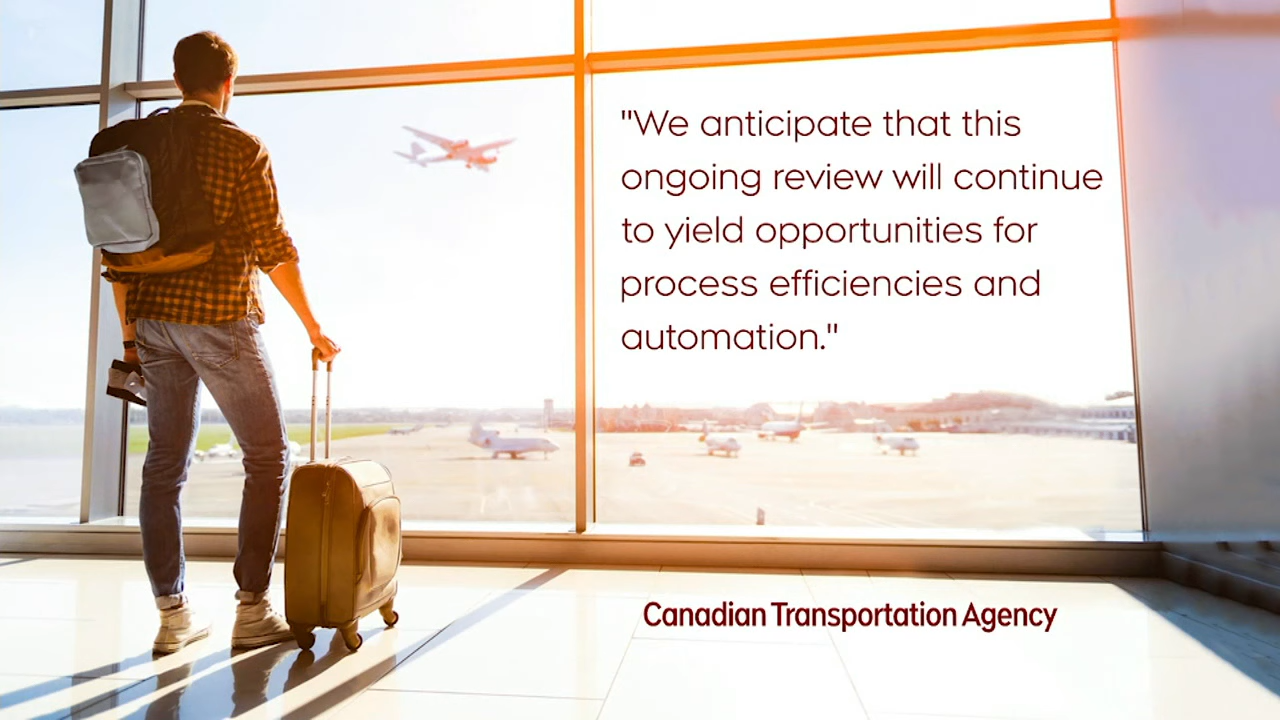 "We anticipate that this
ongoing review will continue
to yield opportunities for
process efficiencies and
automation."
Canadian Transportation Agency